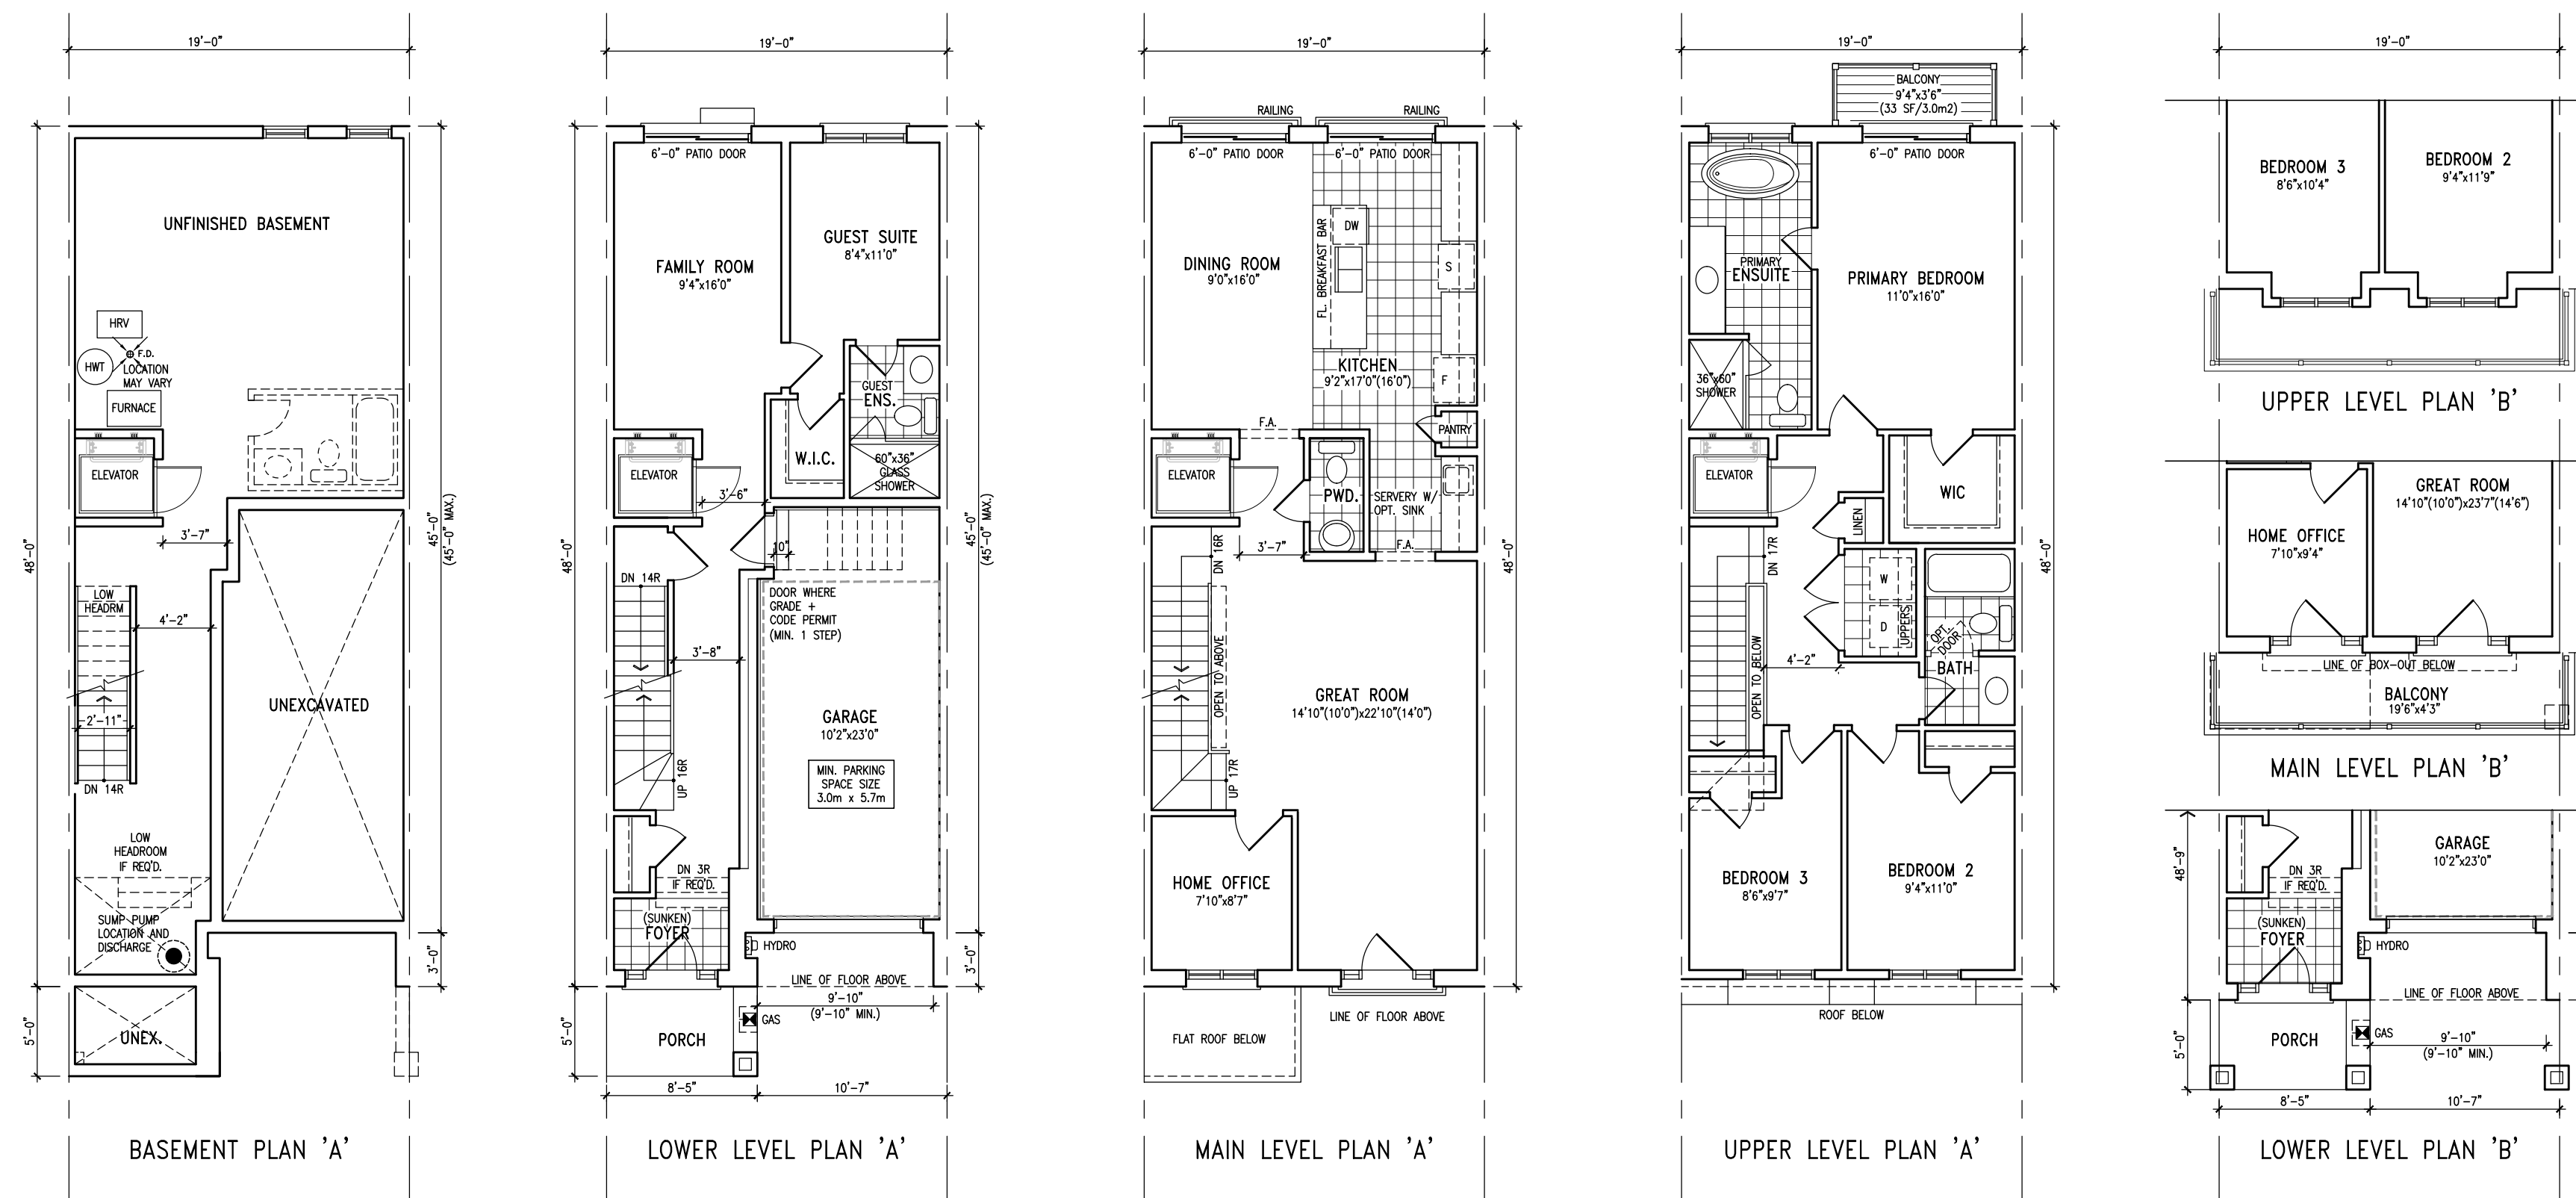 19'-0"
48'-0"
45'-0"
(45'-0" MAX.)
UNFINISHED BASEMENT
HRV
HWT
F.D.
LOCATION
MAY VARY
FURNACE
ELEVATOR
3'-7"
LOW
HEADRM
4'-2"
2'-11"
DN 14R
UNEXCAVATED
LOW
HEADROOM
IF REQ'D.
SUMP PUMP
LOCATION AND
DISCHARGE
3'-0"
5'-0"
UNEX.
BASEMENT PLAN 'A'
19'-0"
6'-0" PATIO DOOR
48'-0"
45'-0"
(45'-0" MAX.)
FAMILY ROOM
9'4"x16'0"
GUEST SUITE
8'4"x11'0"
GUEST
ENS.
W.I.C.
60"x36"
GLASS
SHOWER
ELEVATOR
3'-6"
10"
DN 14R
DOOR WHERE
GRADE +
CODE PERMIT
(MIN. 1 STEP)
3'-8"
GARAGE
10'2"x23'0"
MIN. PARKING
SPACE SIZE
3.0m x 5.7m
UP 16R
DN 3R
IF REQ'D.
(SUNKEN)
FOYER
HYDRO
3'-0"
LINE OF FLOOR ABOVE
9'-10"
(9'-10" MIN.)
GAS
PORCH
5'-0"
8'-5"
10'-7"
LOWER LEVEL PLAN 'A'
19'-0"
RAILING
RAILING
6'-0" PATIO DOOR
6'-0" PATIO DOOR
DINING ROOM
9'0"x16'0"
FL. BREAKFAST BAR
DW
S
KITCHEN
9'2"x17'0"(16'0")
F
F.A.
PANTRY
ELEVATOR
PWD.
SERVERY W/
OPT. SINK
F.A.
DN 16R
3'-7"
48'-0"
OPEN TO ABOVE
GREAT ROOM
14'10"(10'0")x22'10"(14'0")
UP 17R
HOME OFFICE
7'10"x8'7"
FLAT ROOF BELOW
LINE OF FLOOR ABOVE
MAIN LEVEL PLAN 'A'
19'-0"
BALCONY
9'4"x3'6"
(33 SF/3.0m2)
6'-0" PATIO DOOR
PRIMARY
ENSUITE
PRIMARY BEDROOM
11'0"x16'0"
36"x60"
SHOWER
ELEVATOR
WIC
LINEN
DN 17R
W
D
UPPERS
OPT.
DOOR
BATH
48'-0"
OPEN TO BELOW
4'-2"
BEDROOM 3
8'6"x9'7"
BEDROOM 2
9'4"x11'0"
ROOF BELOW
UPPER LEVEL PLAN 'A'
19'-0"
BEDROOM 3
8'6"x10'4"
BEDROOM 2
9'4"x11'9"
UPPER LEVEL PLAN 'B'
GREAT ROOM
14'10"(10'0")x23'7"(14'6")
HOME OFFICE
7'10"x9'4"
LINE OF BOX-OUT BELOW
BALCONY
19'6"x4'3"
MAIN LEVEL PLAN 'B'
GARAGE
10'2"x23'0"
48'-9"
DN 3R
IF REQ'D.
(SUNKEN)
FOYER
HYDRO
LINE OF FLOOR ABOVE
GAS
9'-10"
(9'-10" MIN.)
PORCH
5'-0"
8'-5"
10'-7"
LOWER LEVEL PLAN 'B'